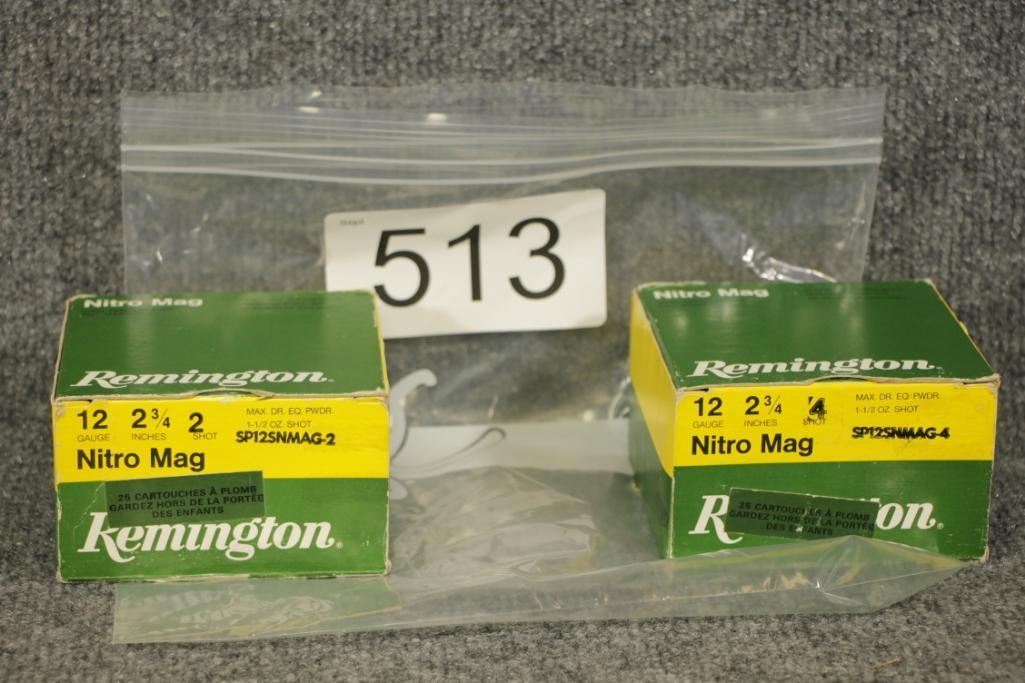 Sept
513
Nitro Mag
Remington®
12 2¾ 2
GAUGE INCHES SHOT
MAX. DR. EQ. PWDR.
1-1/2 OZ. SHOT
SP12SNMAG-2
Nitro Mag
25 CARTOUCHES À PLOMB
GARDEZ HORS DE LA PORTÉE
DES ENFANTS
Remington®
Nitro Mag
Remington®
12 2¾ 4
GAUGE INCHES SHOT
MAX. DR. EQ. PWDR.
1-1/2 OZ. SHOT
SP12SNMAG-4
Nitro Mag
25 CARTOUCHES À PLOMB
GARDEZ HORS DE LA PORTÉE
DES ENFANTS
R on®